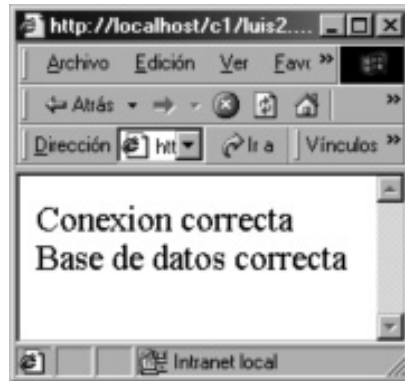 http://localhost/c1/luis2....
Archivo Edición Ver Favc »
Atrás »
Dirección htt Ir a Vínculos »
Conexion correcta
Base de datos correcta
Intranet local